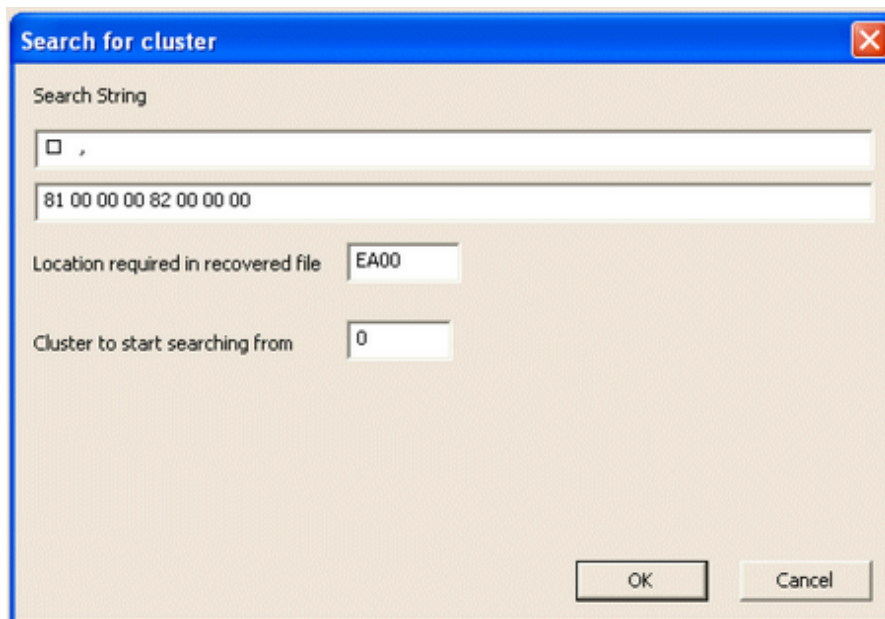 Search for cluster
Search String
□ ,
81 00 00 00 82 00 00 00
Location required in recovered file EA00
Cluster to start searching from 0
OK Cancel